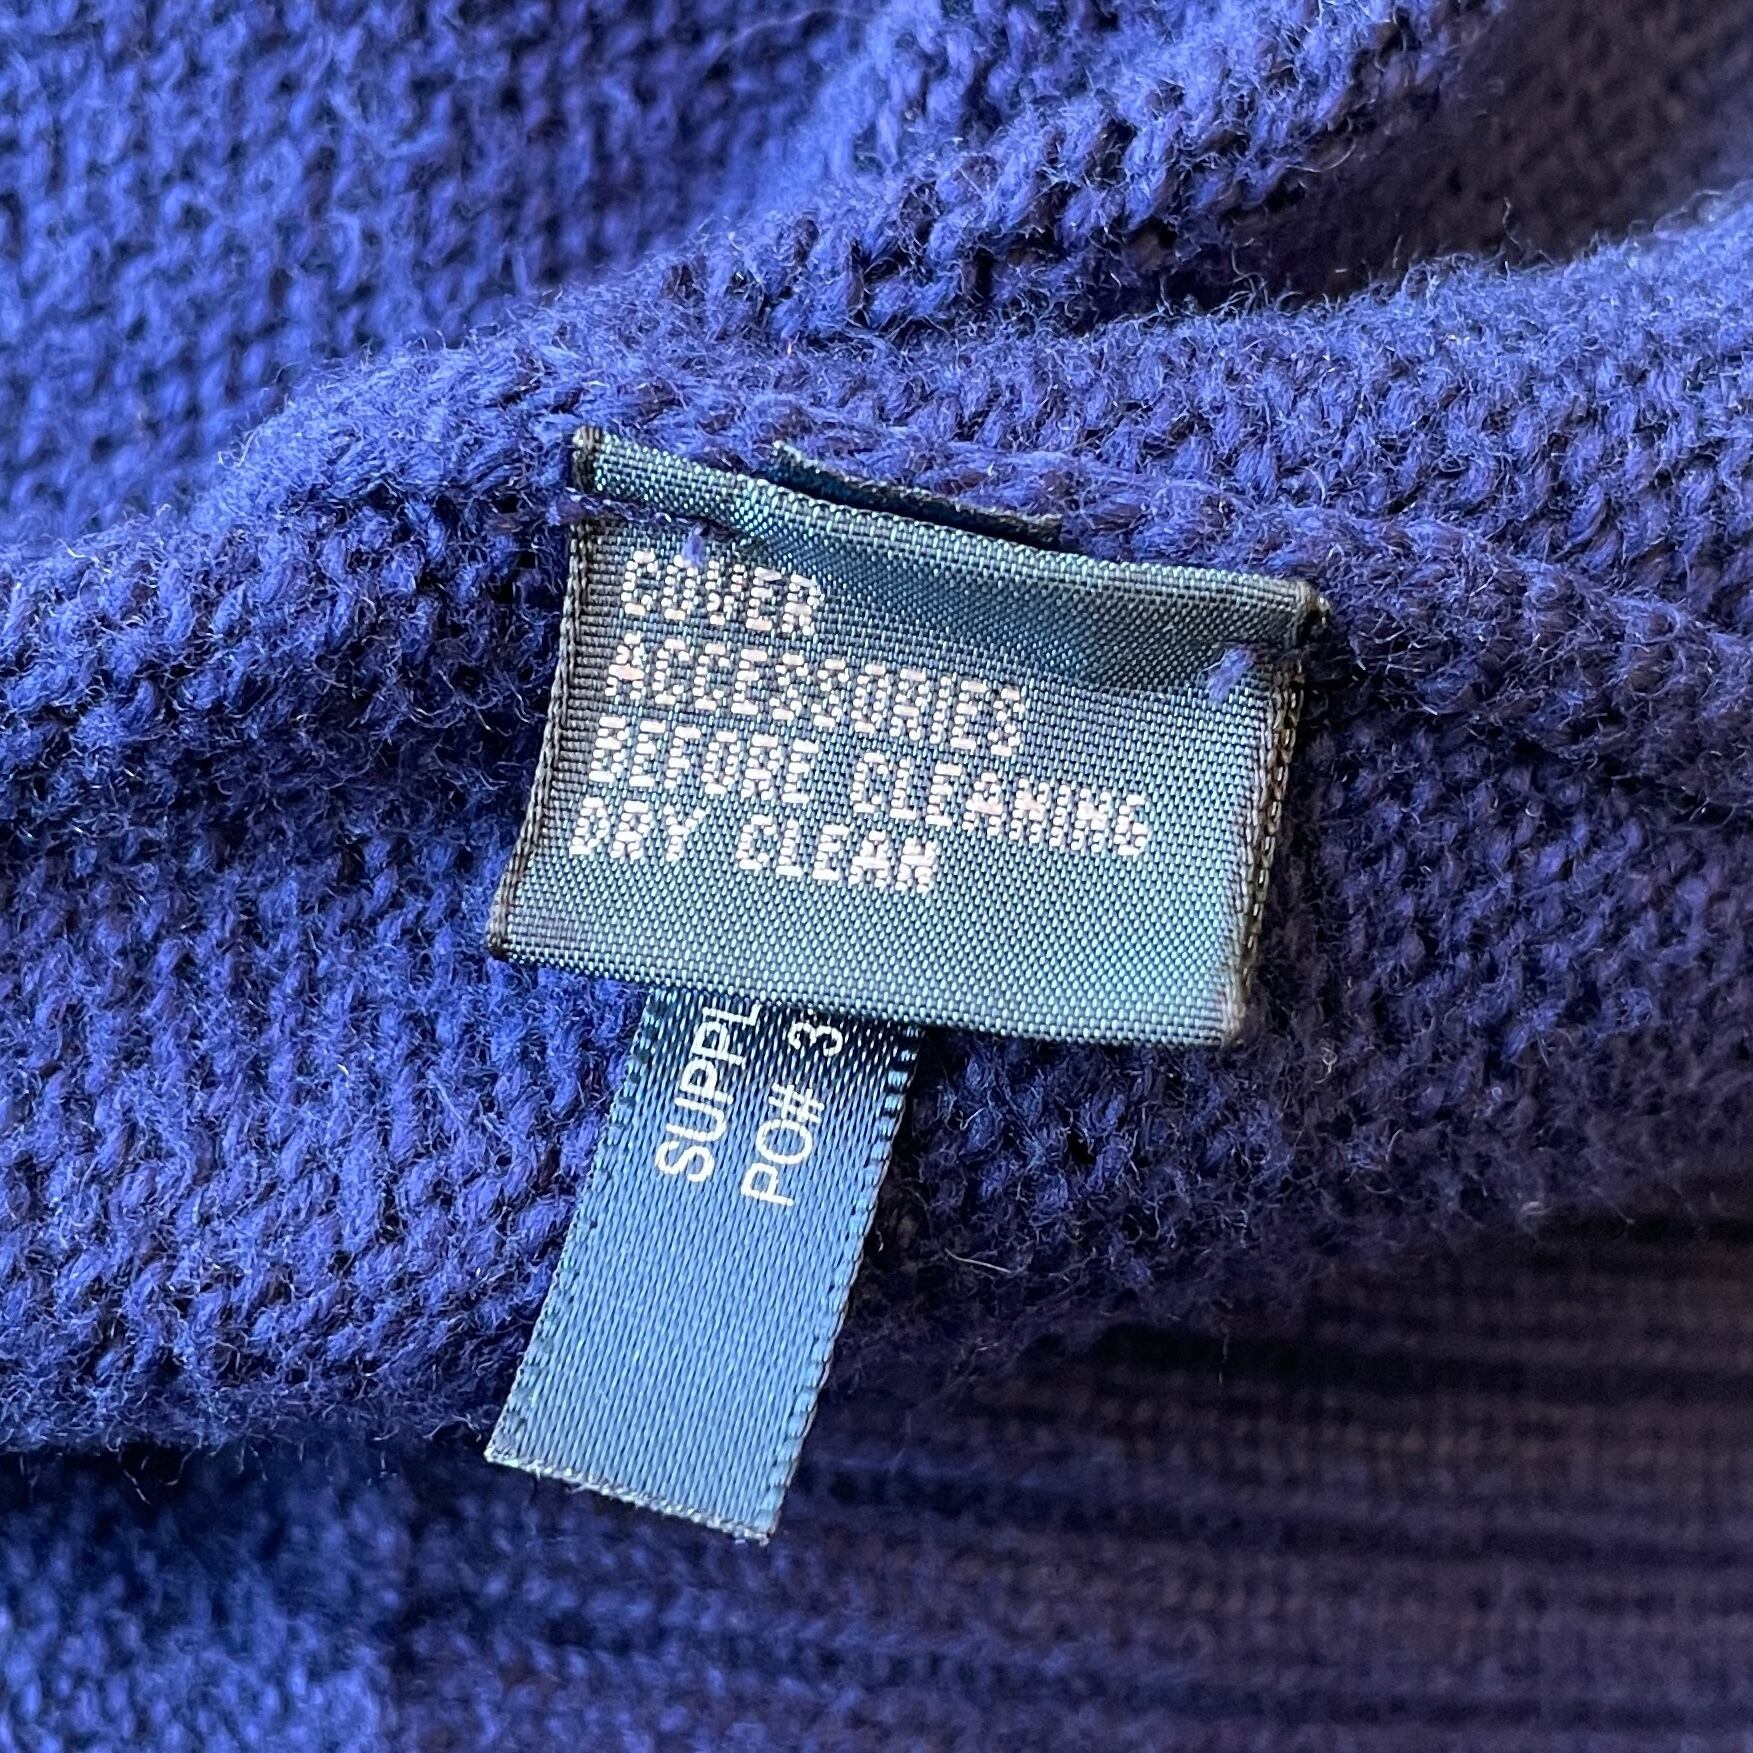 COVER
ACCESSORIES
BEFORE CLEANING
DRY CLEAN
SUPPL
PO# 3